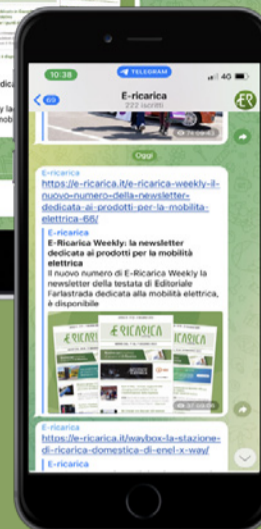 10:38
TELEGRAM
4G
69
E-ricarica
222 iscritti
Oggi
E-ricarica
https://e-ricarica.it/e-ricarica-weekly-il-
nuovo-numero-della-newsletter-
dedicata-ai-prodotti-per-la-mobilita-
elettrica-66/
E-ricarica
E-Ricarica Weekly: la newsletter
dedicata ai prodotti per la mobilità
elettrica
Il nuovo numero di E-Ricarica Weekly la
newsletter della testata di Editoriale
Farlastrada dedicata alla mobilità elettrica,
è disponibile
E-RICARICA
E-ricarica
https://e-ricarica.it/waybox-la-stazione-
di-ricarica-domestica-di-enel-x-way/
E-ricarica